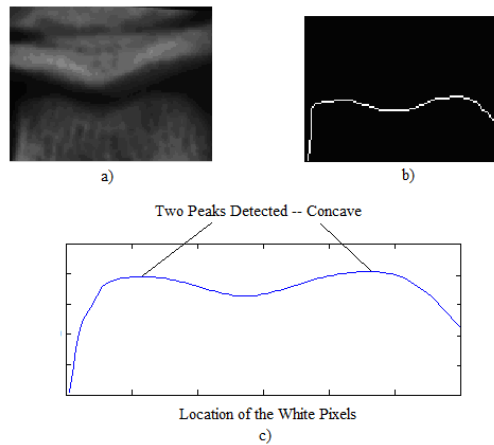 a)
b)
Two Peaks Detected -- Concave
Location of the White Pixels
c)